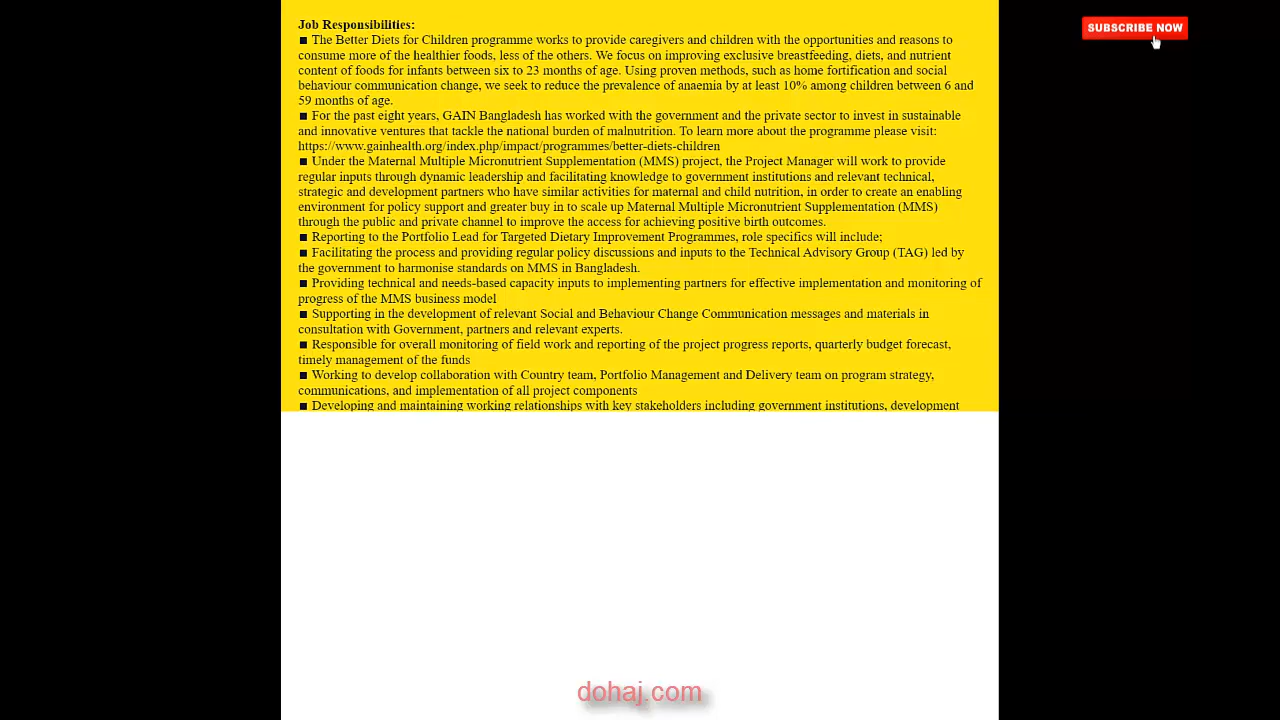 Job Responsibilities:
■ The Better Diets for Children programme works to provide caregivers and children with the opportunities and reasons to
consume more of the healthier foods, less of the others. We focus on improving exclusive breastfeeding, diets, and nutrient
content of foods for infants between six to 23 months of age. Using proven methods, such as home fortification and social
behaviour communication change, we seek to reduce the prevalence of anaemia by at least 10% among children between 6 and
59 months of age.
■ For the past eight years, GAIN Bangladesh has worked with the government and the private sector to invest in sustainable
and innovative ventures that tackle the national burden of malnutrition. To learn more about the programme please visit:
https://www.gainhealth.org/index.php/impact/programmes/better-diets-children
■ Under the Maternal Multiple Micronutrient Supplementation (MMS) project, the Project Manager will work to provide
regular inputs through dynamic leadership and facilitating knowledge to government institutions and relevant technical,
strategic and development partners who have similar activities for maternal and child nutrition, in order to create an enabling
environment for policy support and greater buy in to scale up Maternal Multiple Micronutrient Supplementation (MMS)
through the public and private channel to improve the access for achieving positive birth outcomes.
■ Reporting to the Portfolio Lead for Targeted Dietary Improvement Programmes, role specifics will include;
■ Facilitating the process and providing regular policy discussions and inputs to the Technical Advisory Group (TAG) led by
the government to harmonise standards on MMS in Bangladesh.
■ Providing technical and needs-based capacity inputs to implementing partners for effective implementation and monitoring of
progress of the MMS business model
■ Supporting in the development of relevant Social and Behaviour Change Communication messages and materials in
consultation with Government, partners and relevant experts.
■ Responsible for overall monitoring of field work and reporting of the project progress reports, quarterly budget forecast,
timely management of the funds
■ Working to develop collaboration with Country team, Portfolio Management and Delivery team on program strategy,
communications, and implementation of all project components
■ Developing and maintaining working relationships with key stakeholders including government institutions, development
SUBSCRIBE NOW
dohaj.com